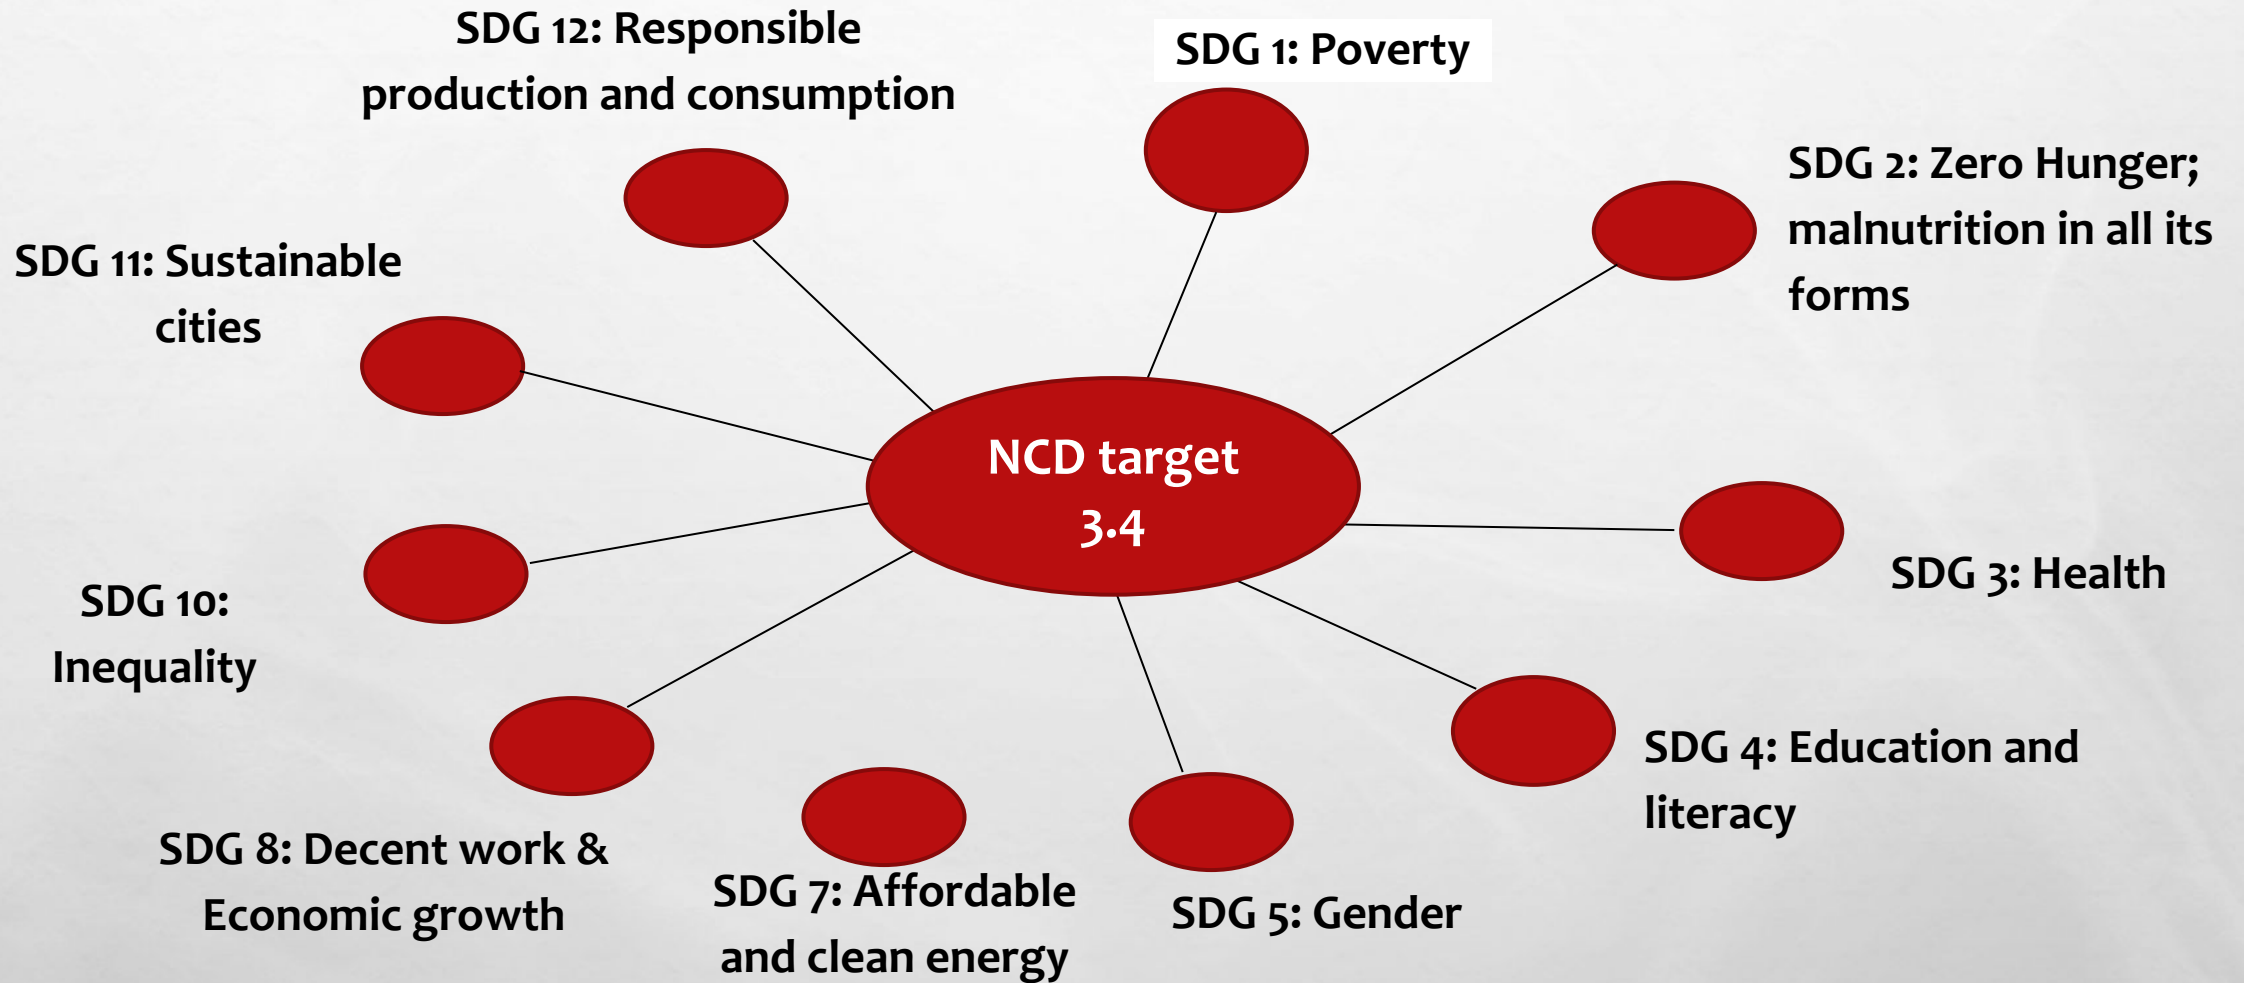 SDG 12: Responsible
production and consumption
SDG 1: Poverty
SDG 2: Zero Hunger;
malnutrition in all its
forms
SDG 11: Sustainable
cities
NCD target
3.4
SDG 3: Health
SDG 10:
Inequality
SDG 4: Education and
literacy
SDG 8: Decent work &
Economic growth
SDG 7: Affordable
and clean energy
SDG 5: Gender